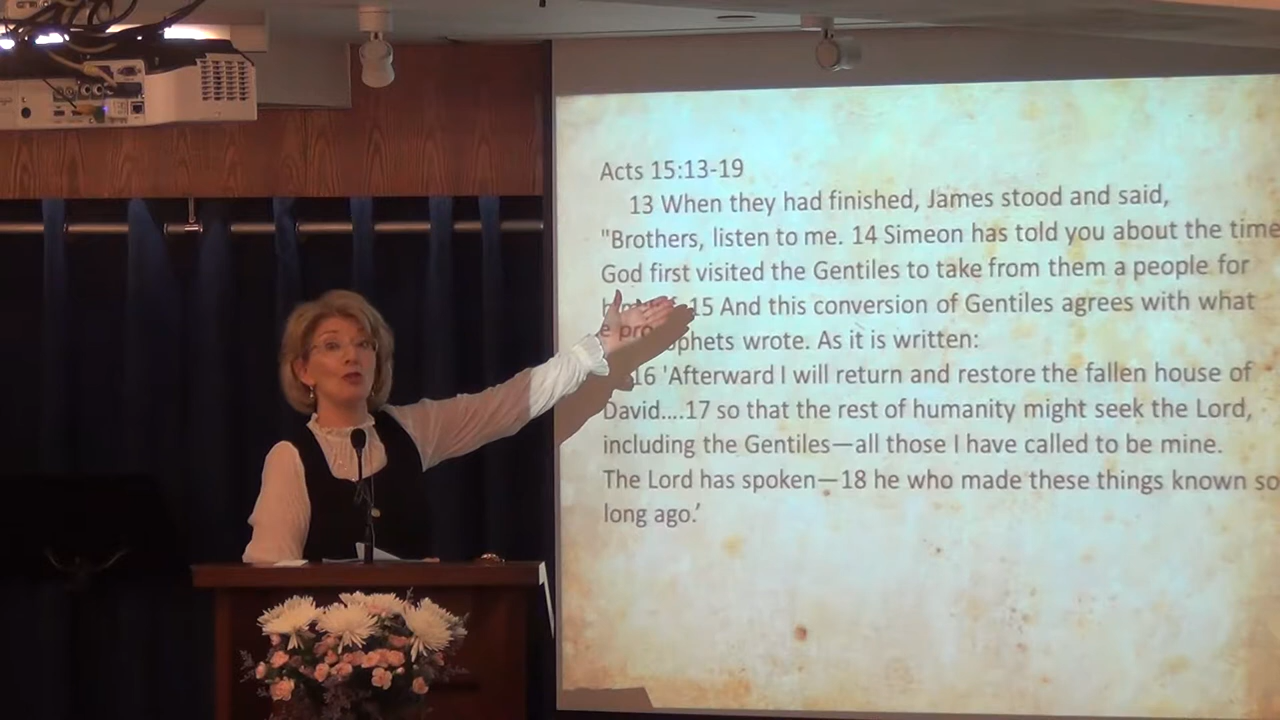 Acts 15:13-19
13 When they had finished, James stood and said,
"Brothers, listen to me. 14 Simeon has told you about the time
God first visited the Gentiles to take from them a people for
15 And this conversion of Gentiles agrees with what
e prophets wrote. As it is written:
16 'Afterward I will return and restore the fallen house of
David....17 so that the rest of humanity might seek the Lord,
including the Gentiles—all those I have called to be mine.
The Lord has spoken—18 he who made these things known so
long ago.'